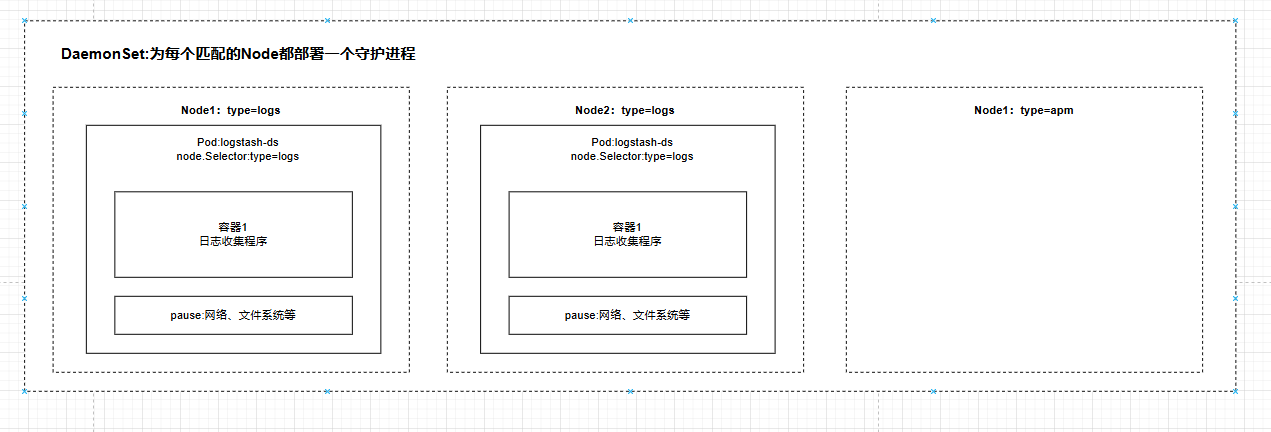 DaemonSet:为每个匹配的Node都部署一个守护进程
Node1：type=logs
Pod:logstash-ds
node.Selector:type=logs
容器1
日志收集程序
pause:网络、文件系统等
Node2：type=logs
Pod:logstash-ds
node.Selector:type=logs
容器1
日志收集程序
pause:网络、文件系统等
Node1：type=apm